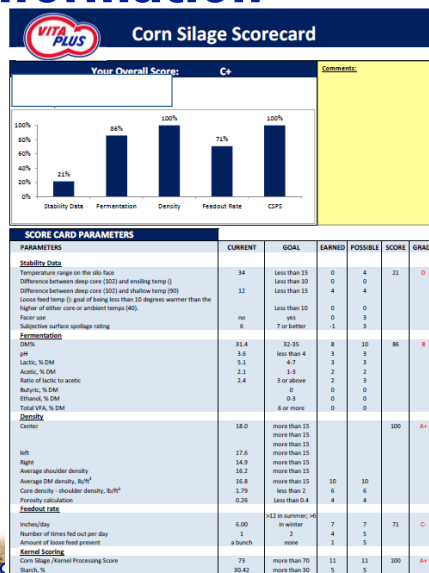 VITA PLUS
Corn Silage Scorecard
Your Overall Score: C+
Comments:
100%
80%
60%
40%
20%
0%
21%
86%
100%
71%
100%
Stability Data Fermentation Density Feedout Rate CSPS
SCORE CARD PARAMETERS
PARAMETERS CURRENT GOAL EARNED POSSIBLE SCORE GRAD
Stability Data
Temperature range on the silo face 34 Less than 15 0 4 21 D
Difference between deep core (102) and ensiling temp () Less than 10 0 0
Difference between deep core (102) and shallow temp (90) 12 Less than 15 4 4
Loose feed temp (): goal of being less than 10 degrees warmer than the
higher of either core or ambient temps (40). Less than 10 0 0
Facer use no yes 0 3
Subjective surface spoilage rating 6 7 or better -1 3
Fermentation
DM% 31.4 32-35 8 10 86 B
pH 3.6 less than 4 3 3
Lactic, % DM 5.1 4-7 3 3
Acetic, % DM 2.1 1-3 2 2
Ratio of lactic to acetic 2.4 3 or above 2 3
Butyric, % DM 0 0 0
Ethanol, % DM 0-3 0 0
Total VFA, % DM 6 or more 0 0
Density
Center 18.0 more than 15 100 A+
more than 15
more than 15
left 17.6 more than 15
Right 14.9 more than 15
Average shoulder density 16.2 more than 15
Average DM density, lb/ft³ 16.8 more than 15 10 10
Core density - shoulder density, lb/ft³ 1.79 less than 2 6 6
Porosity calculation 0.26 Less than 0.4 4 4
Feedout rate
>12 in summer; >6
Inches/day 6.00 in winter 7 7 71 C-
Number of times fed out per day 1 2 4 5
Amount of loose feed present a bunch none 1 5
Kernel Scoring
Corn Silage /Kernel Processing Score 73 more than 70 11 11 100 A+
Starch, % 30.42 more than 30 5 5